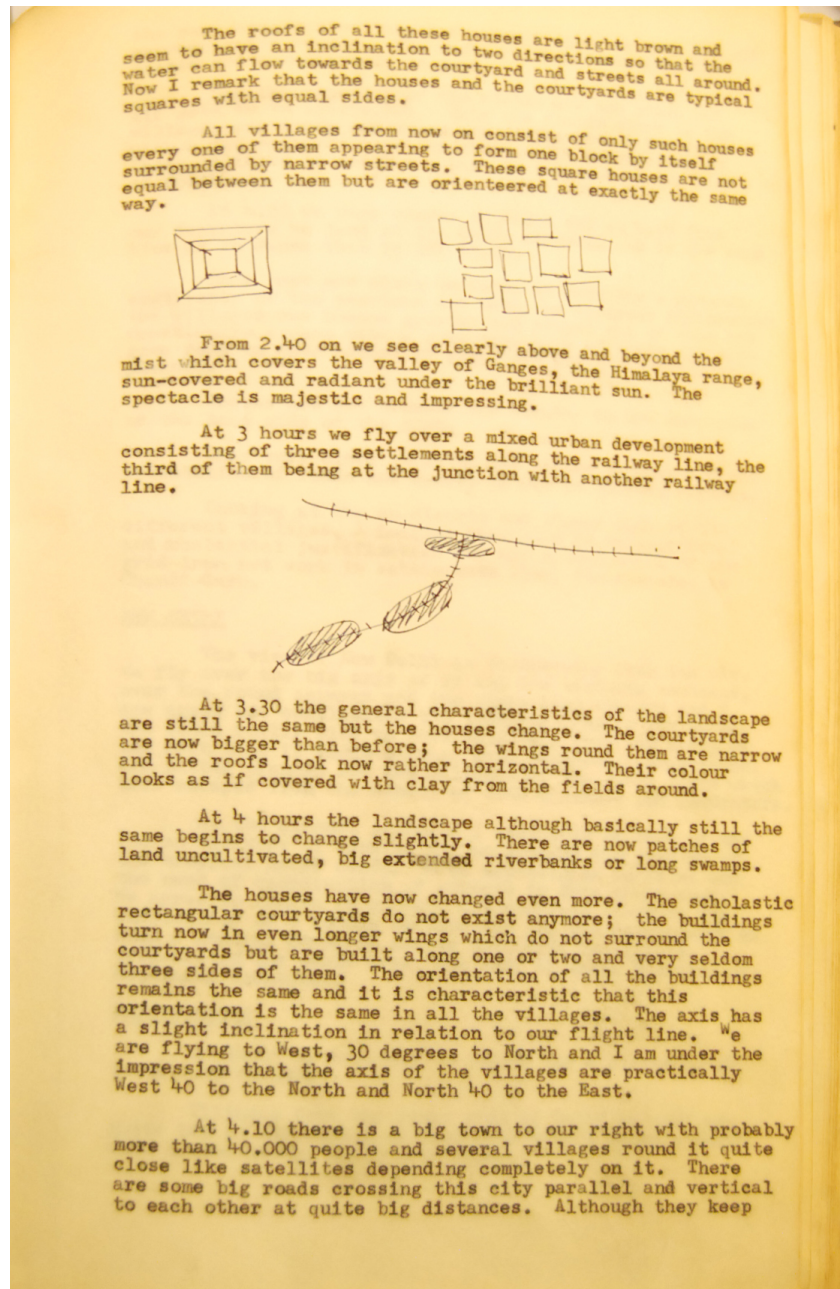 The roofs of all these houses are light brown and
seem to have an inclination to two directions so that the
water can flow towards the courtyard and streets all around.
Now I remark that the houses and the courtyards are typical
squares with equal sides.
All villages from now on consist of only such houses
every one of them appearing to form one block by itself
surrounded by narrow streets. These square houses are not
equal between them but are orienteered at exactly the same
way.
From 2.40 on we see clearly above and beyond the
mist which covers the valley of Ganges, the Himalaya range,
sun-covered and radiant under the brilliant sun. The
spectacle is majestic and impressing.
At 3 hours we fly over a mixed urban development
consisting of three settlements along the railway line, the
third of them being at the junction with another railway
line.
At 3.30 the general characteristics of the landscape
are still the same but the houses change. The courtyards
are now bigger than before; the wings round them are narrow
and the roofs look now rather horizontal. Their colour
looks as if covered with clay from the fields around.
At 4 hours the landscape although basically still the
same begins to change slightly. There are now patches of
land uncultivated, big extended riverbanks or long swamps.
The houses have now changed even more. The scholastic
rectangular courtyards do not exist anymore; the buildings
turn now in even longer wings which do not surround the
courtyards but are built along one or two and very seldom
three sides of them. The orientation of all the buildings
remains the same and it is characteristic that this
orientation is the same in all the villages. The axis has
a slight inclination in relation to our flight line. We
are flying to West, 30 degrees to North and I am under the
impression that the axis of the villages are practically
West 40 to the North and North 40 to the East.
At 4.10 there is a big town to our right with probably
more than 40.000 people and several villages round it quite
close like satellites depending completely on it. There
are some big roads crossing this city parallel and vertical
to each other at quite big distances. Although they keep